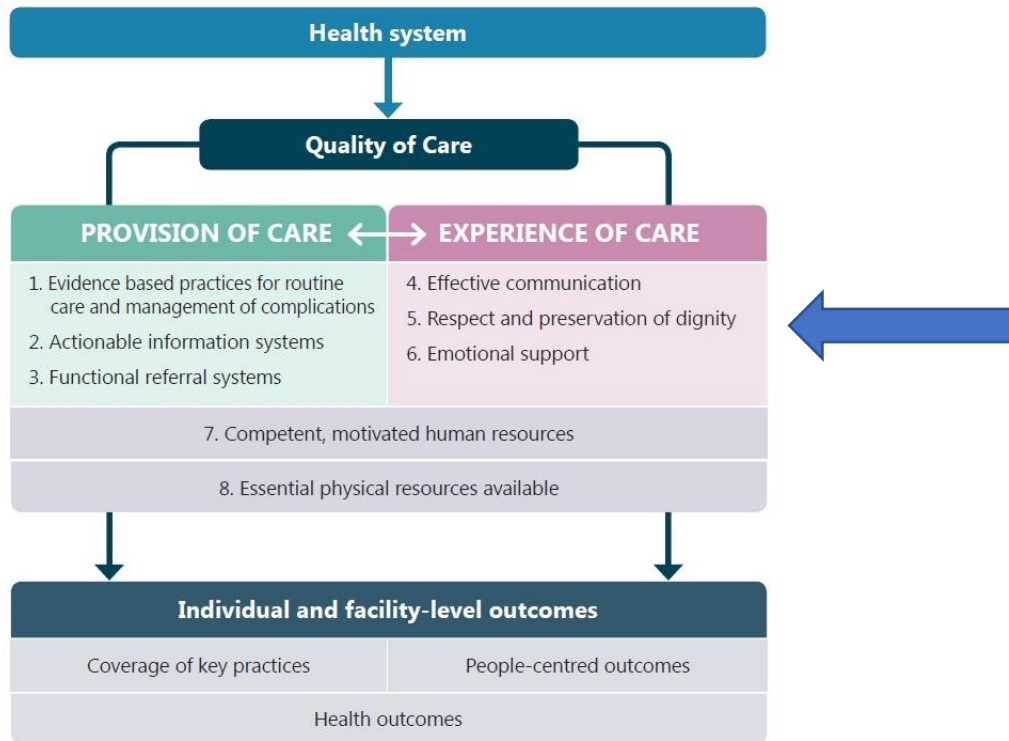 Health system
Quality of Care
PROVISION OF CARE
EXPERIENCE OF CARE
1. Evidence based practices for routine
care and management of complications
2. Actionable information systems
3. Functional referral systems
4. Effective communication
5. Respect and preservation of dignity
6. Emotional support
7. Competent, motivated human resources
8. Essential physical resources available
Individual and facility-level outcomes
Coverage of key practices
People-centred outcomes
Health outcomes